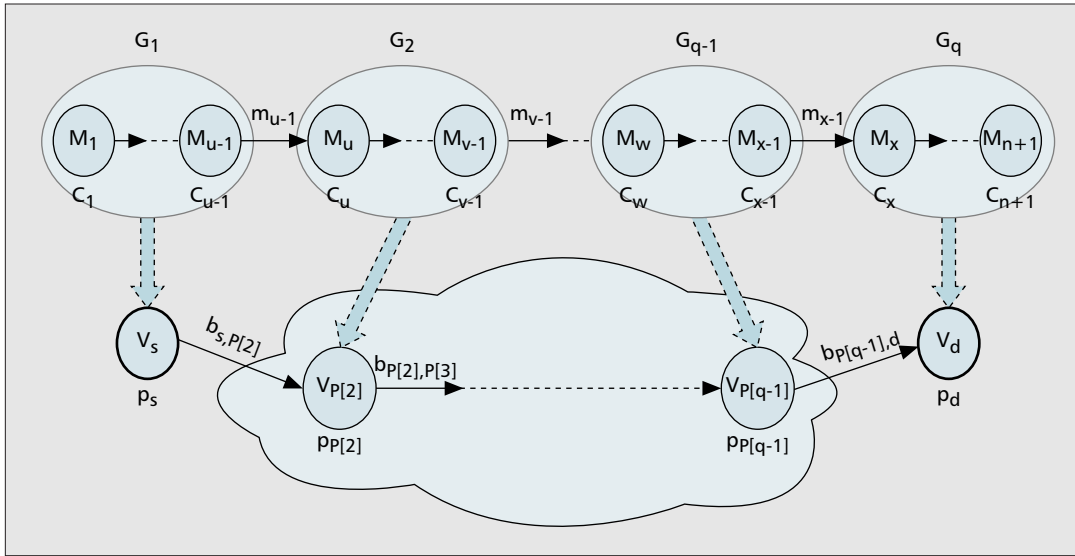 G1 G2 Gq-1 Gq
mu-1 mv-1 mx-1
M1 Mu-1 Mu Mv-1 Mw Mx-1 Mx Mn+1
C1 Cu-1 Cu Cv-1 Cw Cx-1 Cx Cn+1
Vs bs,P[2] VP[2] bP[2],P[3] VP[q-1] bP[q-1],d Vd
ps pP[2] pP[q-1] pd